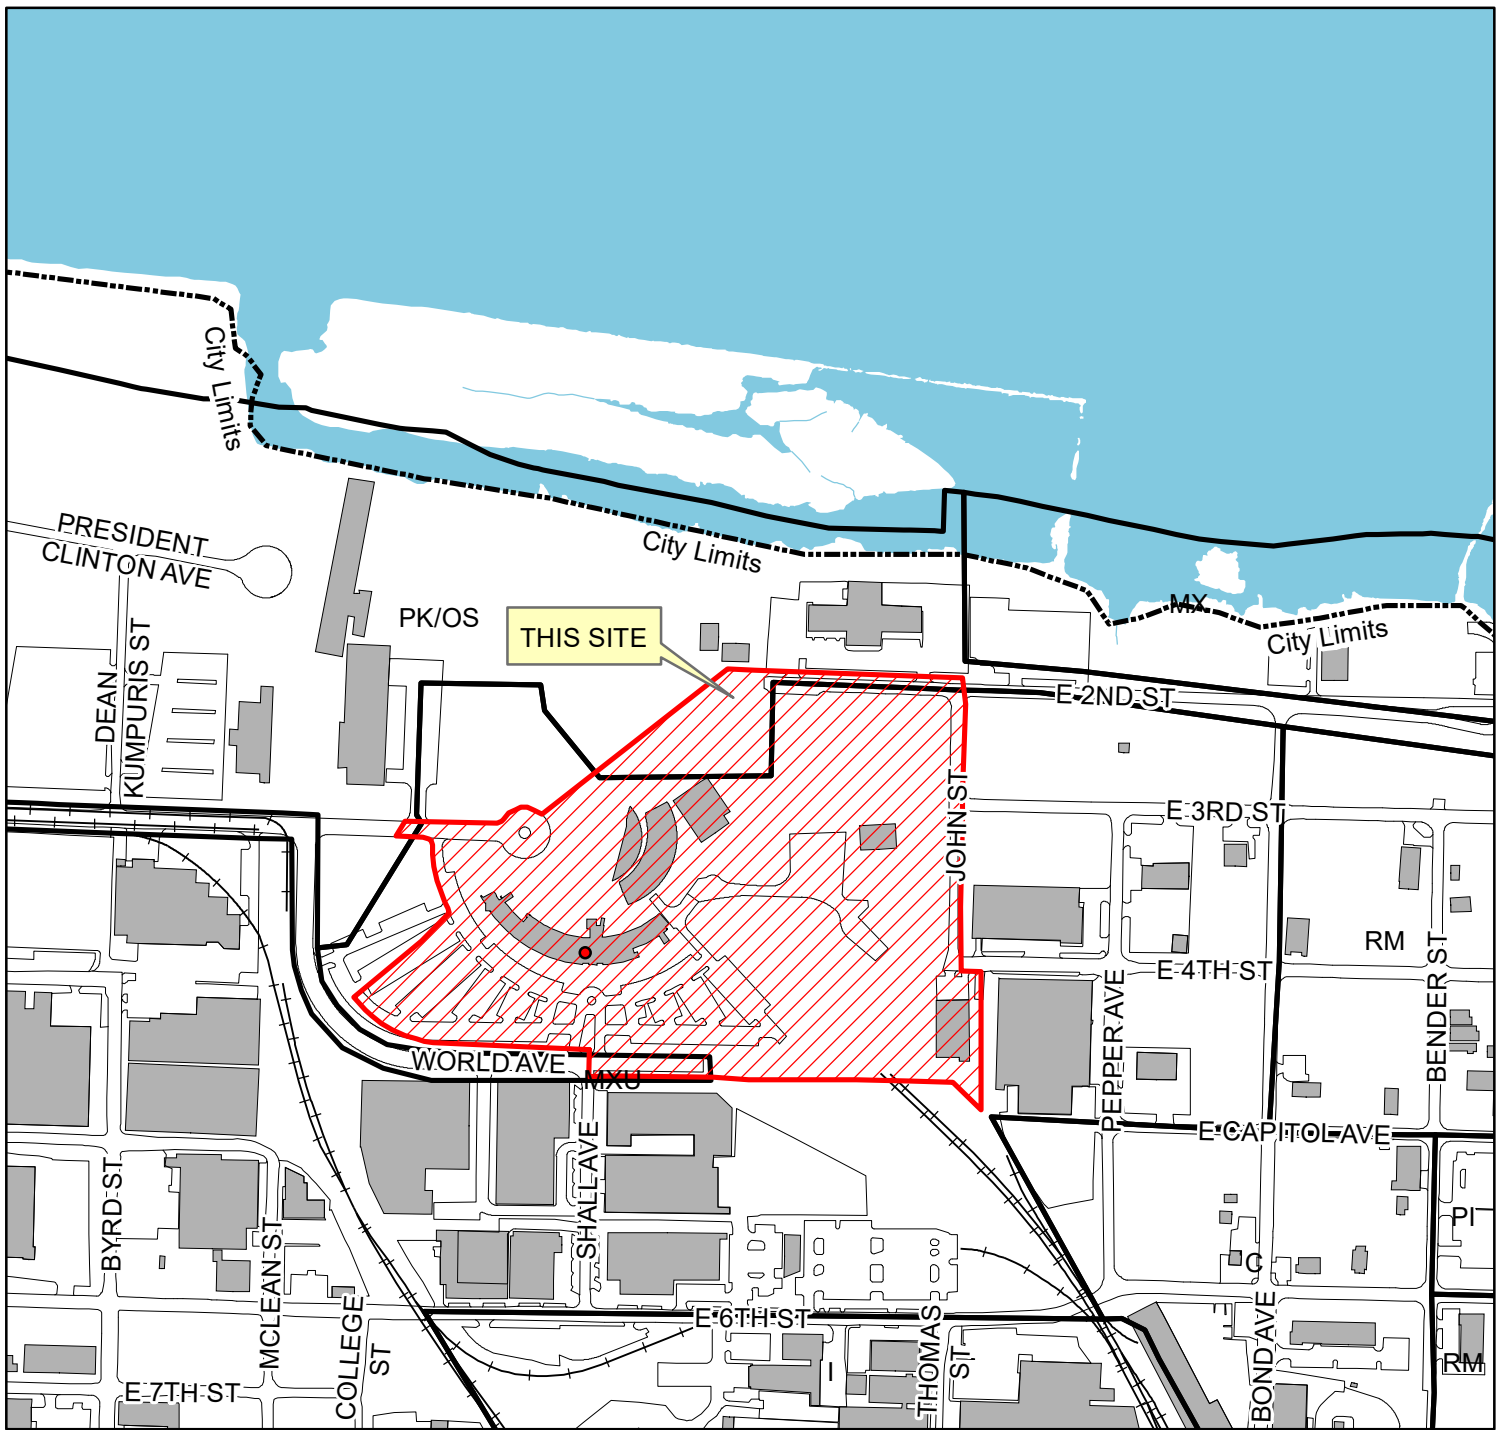 City Limits
PRESIDENT
CLINTON AVE
City Limits
PK/OS
THIS SITE
MX
City Limits
DEAN
KUMPURIS ST
E 2ND ST
JOHN ST
E 3RD ST
RM
E 4TH ST
BENDER ST
PEPPER AVE
WORLD AVE
MXU
E CAPITOL AVE
SHALL AVE
BYRD ST
MCLEAN ST
PI
C
COLLEGE
ST
E 6TH ST
THOMAS
ST
BOND AVE
I
RM
E 7TH ST